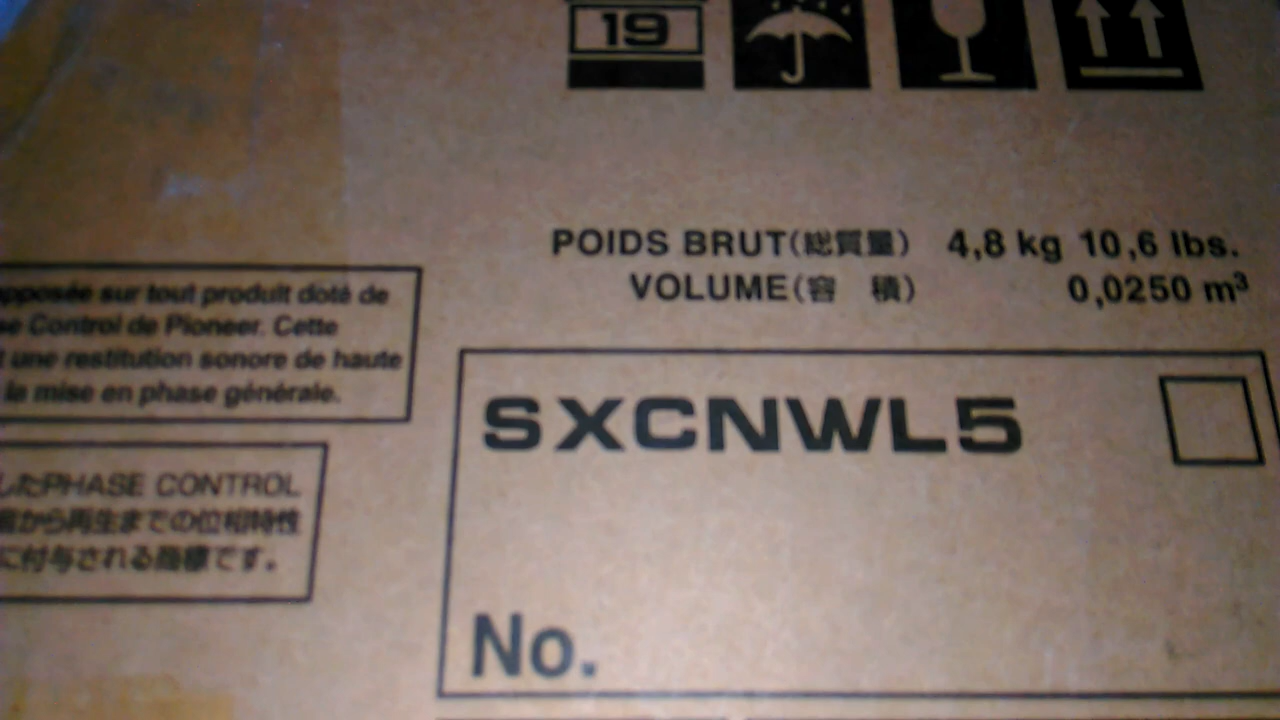 19
POIDS BRUT(総質量) 4,8 kg 10,6 lbs.
VOLUME(容 積) 0,0250 m³
sur tout produit doté de
Control de Pioneer. Cette
une restitution sonore de haute
la mise en phase générale.
したPHASE CONTROL
から再生までの位相特性
に付与される商標です。
SXCNWL5
No.